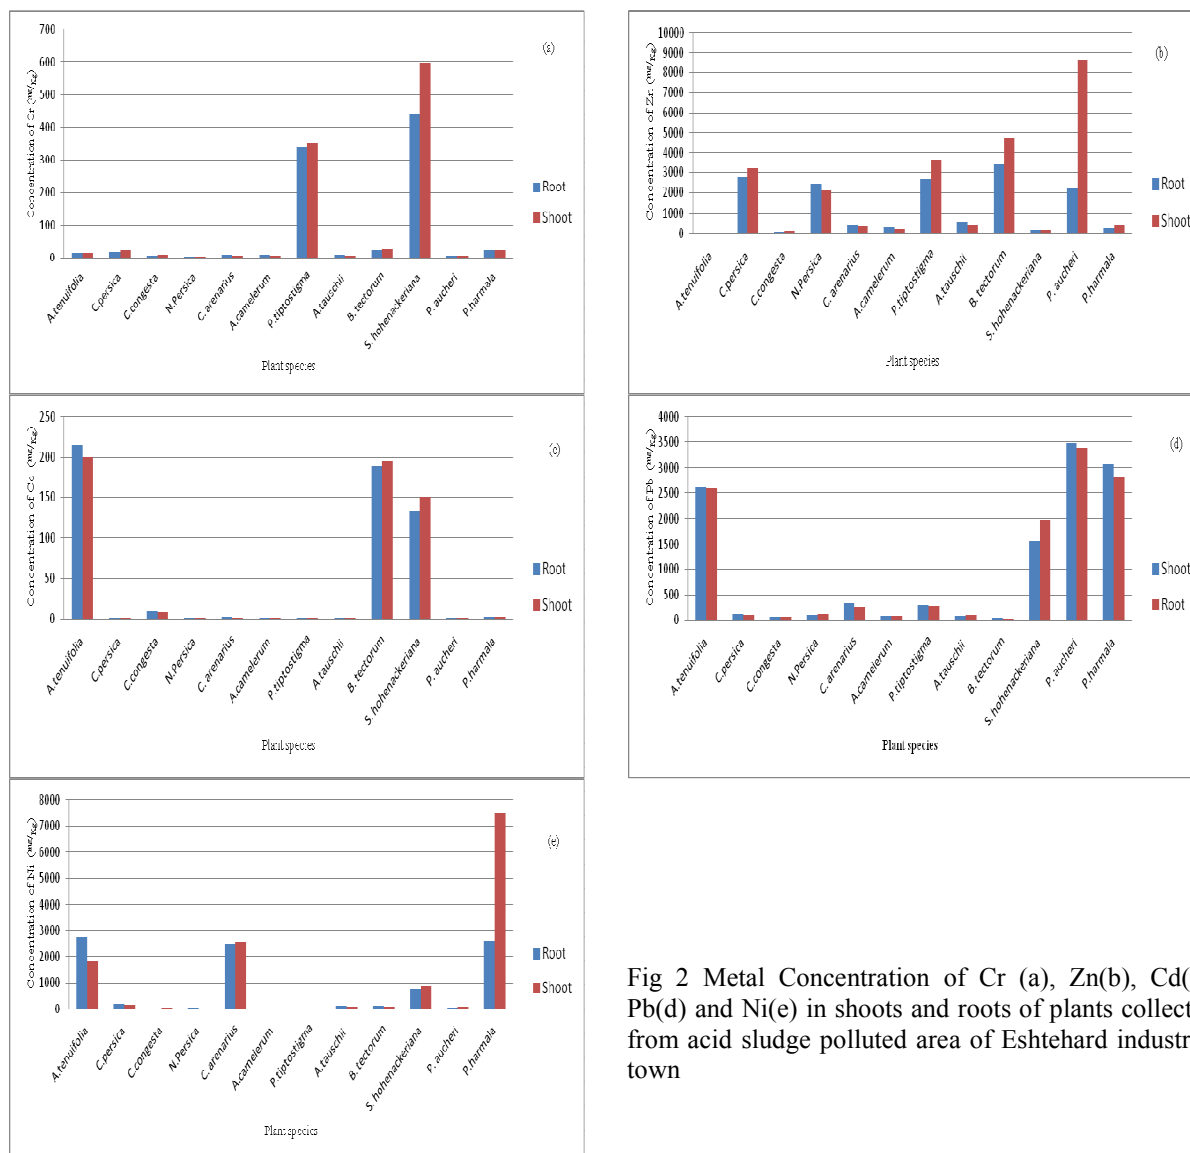 700
600
500
400
300
200
100
0
Concentration of Cr (mg/Kg)
(a)
Root
Shoot
A.tenuifolia
C.persica
C.congesta
N.Persica
C. arenarius
A.camelerum
P.tiptostigma
A.tauschii
B. tectorum
S. hohenackeriana
P. aucheri
P.harmala
Plant species
10000
9000
8000
7000
6000
5000
4000
3000
2000
1000
0
Concentration of Zn (mg/Kg)
(b)
Root
Shoot
A.tenuifolia
C.persica
C.congesta
N.Persica
C. arenarius
A.camelerum
P.tiptostigma
A.tauschii
B. tectorum
S. hohenackeriana
P. aucheri
P.harmala
Plant species
250
200
150
100
50
0
Concentration of Cd (mg/Kg)
(c)
Root
Shoot
A.tenuifolia
C.persica
C.congesta
N.Persica
C. arenarius
A.camelerum
P.tiptostigma
A.tauschii
B. tectorum
S. hohenackeriana
P. aucheri
P.harmala
Plant species
4000
3500
3000
2500
2000
1500
1000
500
0
Concentration of Pb (mg/Kg)
(d)
Shoot
Root
A.tenuifolia
C.persica
C.congesta
N.Persica
C. arenarius
A.camelerum
P.tiptostigma
A.tauschii
B. tectorum
S. hohenackeriana
P. aucheri
P.harmala
Plant species
8000
7000
6000
5000
4000
3000
2000
1000
0
Concentration of Ni (mg/Kg)
(e)
Root
Shoot
A.tenuifolia
C.persica
C.congesta
N.Persica
C. arenarius
A.camelerum
P.tiptostigma
A.tauschii
B. tectorum
S. hohenackeriana
P. aucheri
P.harmala
Plant species
Fig 2 Metal Concentration of Cr (a), Zn(b), Cd(
Pb(d) and Ni(e) in shoots and roots of plants collect
from acid sludge polluted area of Eshtehard industr
town